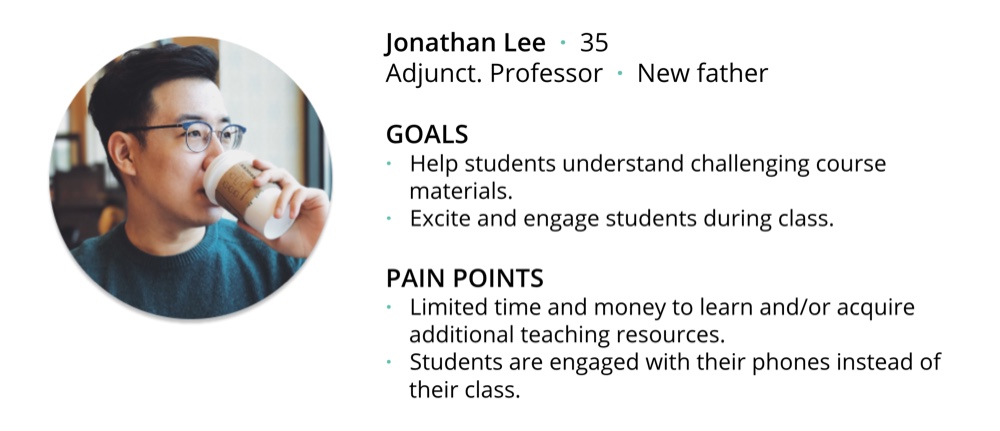 Jonathan Lee · 35
Adjunct. Professor · New father
GOALS
· Help students understand challenging course
materials.
· Excite and engage students during class.
PAIN POINTS
· Limited time and money to learn and/or acquire
additional teaching resources.
· Students are engaged with their phones instead of
their class.